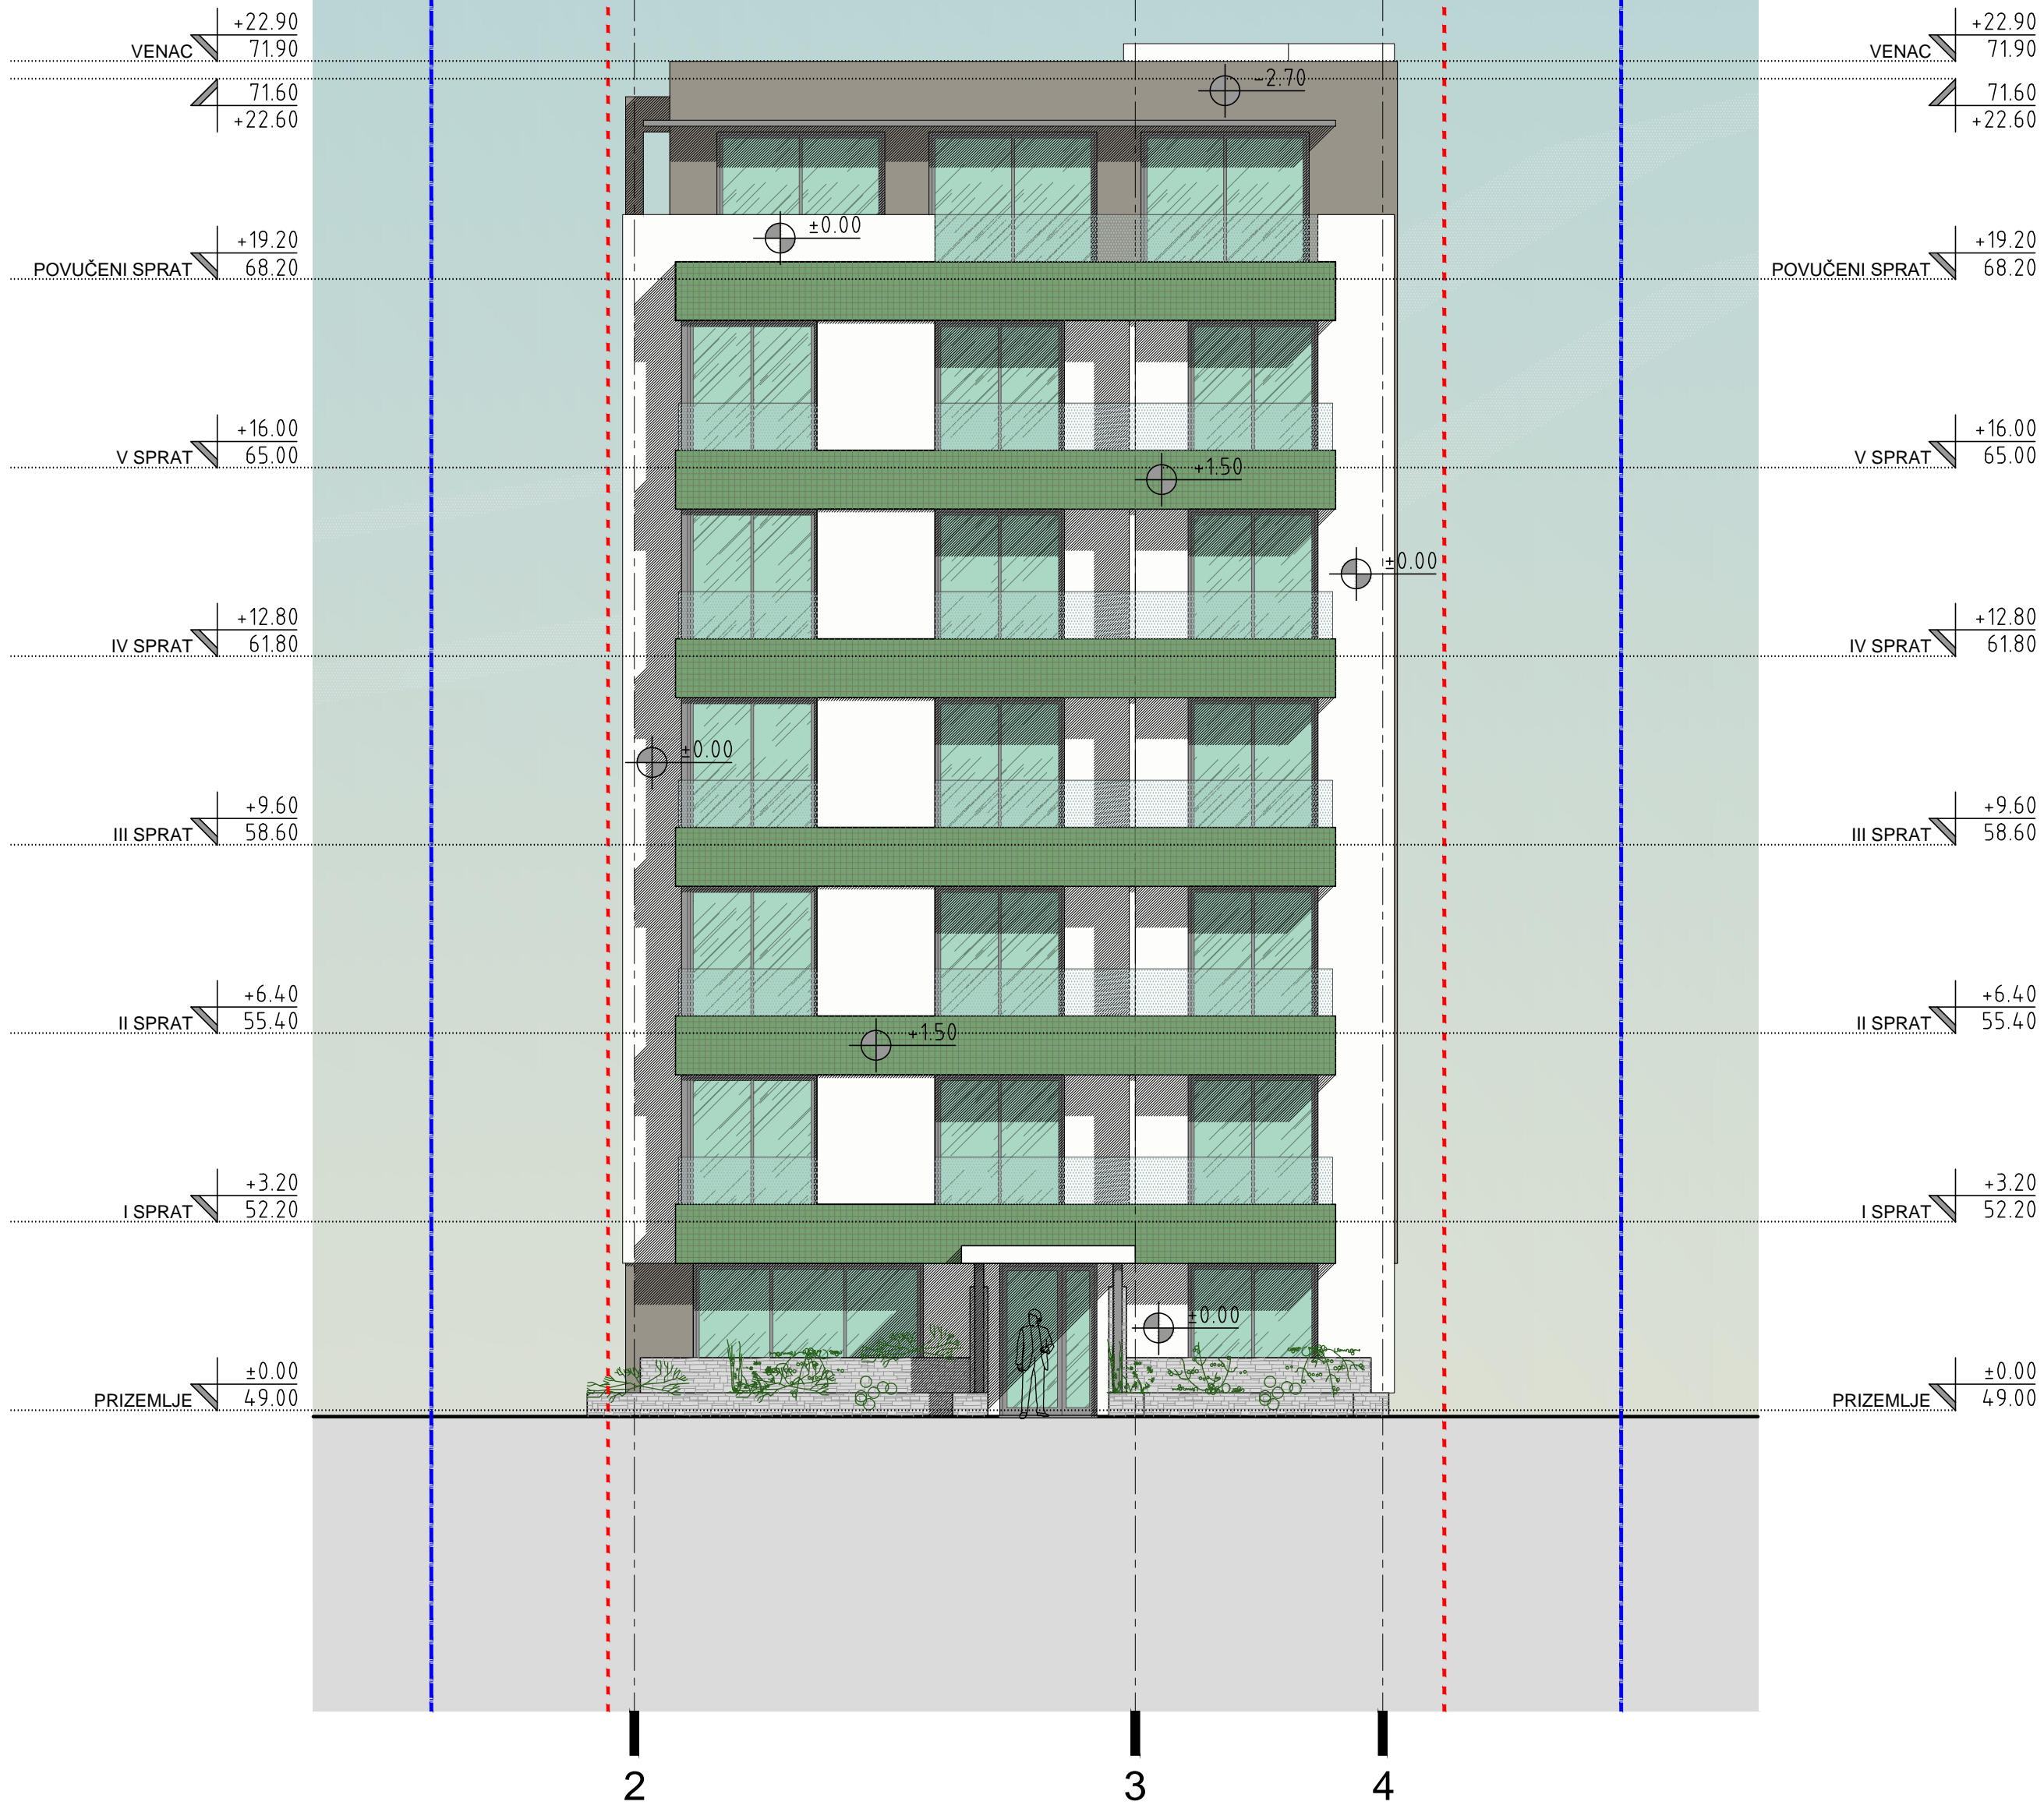 +22.90
VENAC 71.90
71.60
+22.60
+19.20
POVUČENI SPRAT 68.20
+16.00
V SPRAT 65.00
+12.80
IV SPRAT 61.80
+9.60
III SPRAT 58.60
+6.40
II SPRAT 55.40
+3.20
I SPRAT 52.20
±0.00
PRIZEMLJE 49.00
-2.70
±0.00
+1.50
±0.00
±0.00
+1.50
±0.00
+22.90
VENAC 71.90
71.60
+22.60
+19.20
POVUČENI SPRAT 68.20
+16.00
V SPRAT 65.00
+12.80
IV SPRAT 61.80
+9.60
III SPRAT 58.60
+6.40
II SPRAT 55.40
+3.20
I SPRAT 52.20
±0.00
PRIZEMLJE 49.00
2 3 4